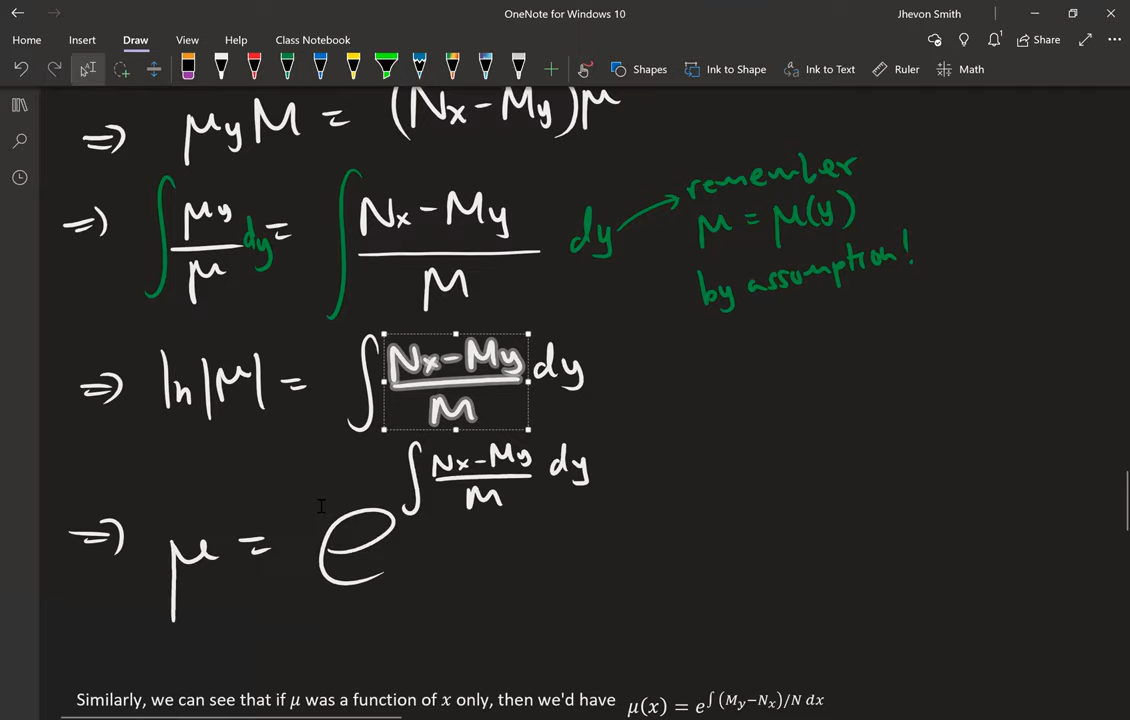 OneNote for Windows 10
Jhevon Smith
Home Insert Draw View Help Class Notebook
Share
Shapes Ink to Shape Ink to Text Ruler Math
⇒ μyM = (Nx-My)μ
⇒ ∫ μy/μ dy = ∫ (Nx-My)/M dy → remember
μ = μ(y)
by assumption!
⇒ ln|μ| = ∫ (Nx-My)/M dy
⇒ μ = e^{∫ (Nx-My)/M dy}
Similarly, we can see that if μ was a function of x only, then we'd have μ(x) = e^{∫ (My−Nx)/N dx}